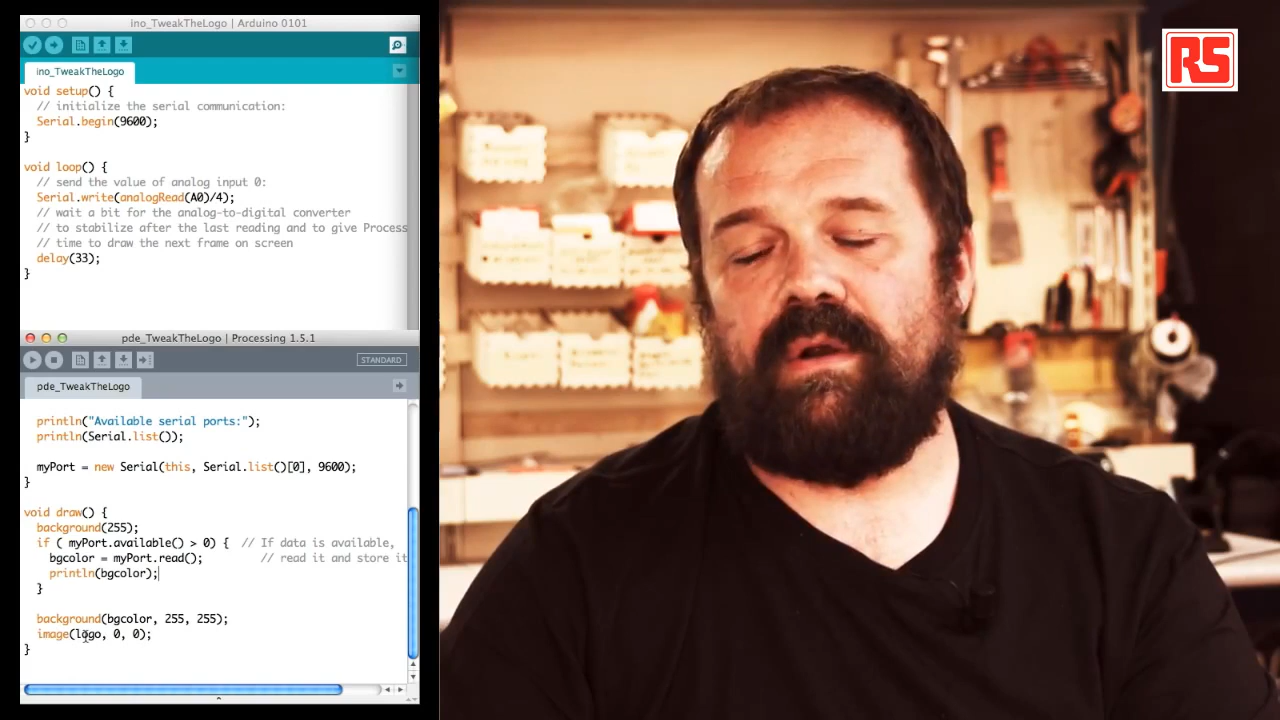 ino_TweakTheLogo | Arduino 0101
ino_TweakTheLogo
void setup() {
// initialize the serial communication:
Serial.begin(9600);
}
void loop() {
// send the value of analog input 0:
Serial.write(analogRead(A0)/4);
// wait a bit for the analog-to-digital converter
// to stabilize after the last reading and to give Process
// time to draw the next frame on screen
delay(33);
}
pde_TweakTheLogo | Processing 1.5.1
STANDARD
pde_TweakTheLogo
println("Available serial ports:");
println(Serial.list());
myPort = new Serial(this, Serial.list()[0], 9600);
}
void draw() {
background(255);
if ( myPort.available() > 0) { // If data is available,
bgcolor = myPort.read(); // read it and store it
println(bgcolor);
}
background(bgcolor, 255, 255);
image(logo, 0, 0);
}
RS